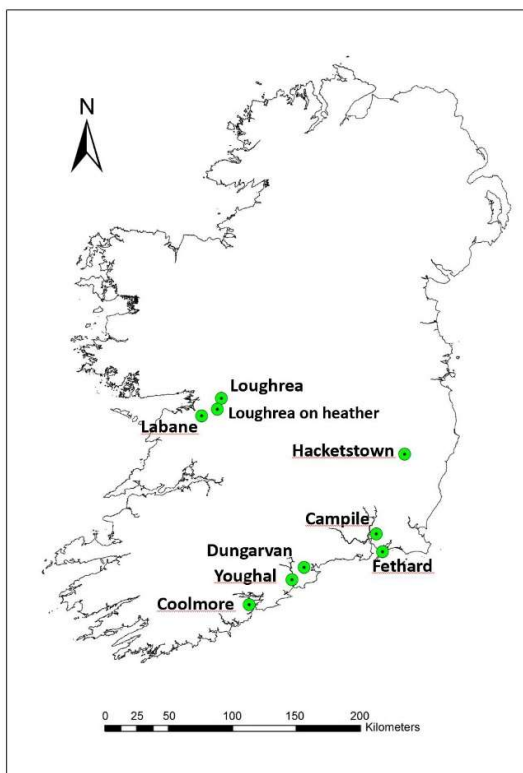 N
Loughrea
Loughrea on heather
Labane
Hacketstown
Campile
Dungarvan
Fethard
Youghal
Coolmore
0 25 50 100 150 200
Kilometers